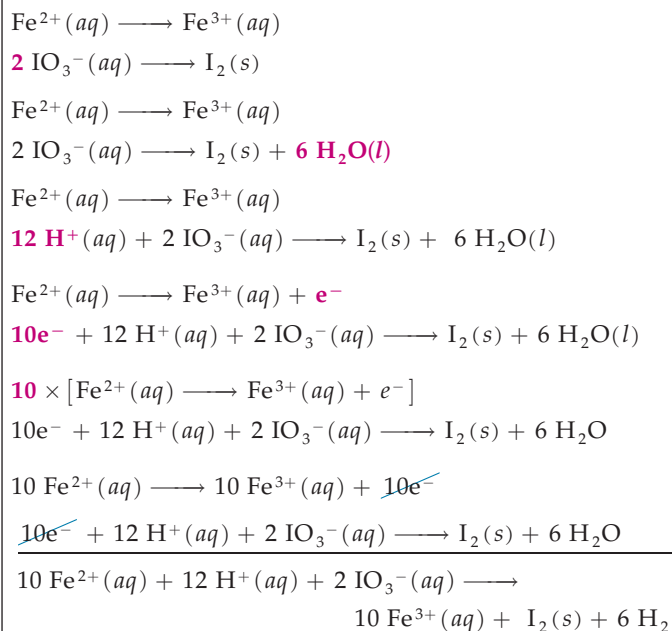 Fe²⁺(aq) ⟶ Fe³⁺(aq)
2 IO₃⁻(aq) ⟶ I₂(s)
Fe²⁺(aq) ⟶ Fe³⁺(aq)
2 IO₃⁻(aq) ⟶ I₂(s) + 6 H₂O(l)
Fe²⁺(aq) ⟶ Fe³⁺(aq)
12 H⁺(aq) + 2 IO₃⁻(aq) ⟶ I₂(s) + 6 H₂O(l)
Fe²⁺(aq) ⟶ Fe³⁺(aq) + e⁻
10e⁻ + 12 H⁺(aq) + 2 IO₃⁻(aq) ⟶ I₂(s) + 6 H₂O(l)
10 × [Fe²⁺(aq) ⟶ Fe³⁺(aq) + e⁻]
10e⁻ + 12 H⁺(aq) + 2 IO₃⁻(aq) ⟶ I₂(s) + 6 H₂O
10 Fe²⁺(aq) ⟶ 10 Fe³⁺(aq) + 10e⁻
10e⁻ + 12 H⁺(aq) + 2 IO₃⁻(aq) ⟶ I₂(s) + 6 H₂O
10 Fe²⁺(aq) + 12 H⁺(aq) + 2 IO₃⁻(aq) ⟶
10 Fe³⁺(aq) + I₂(s) + 6 H₂